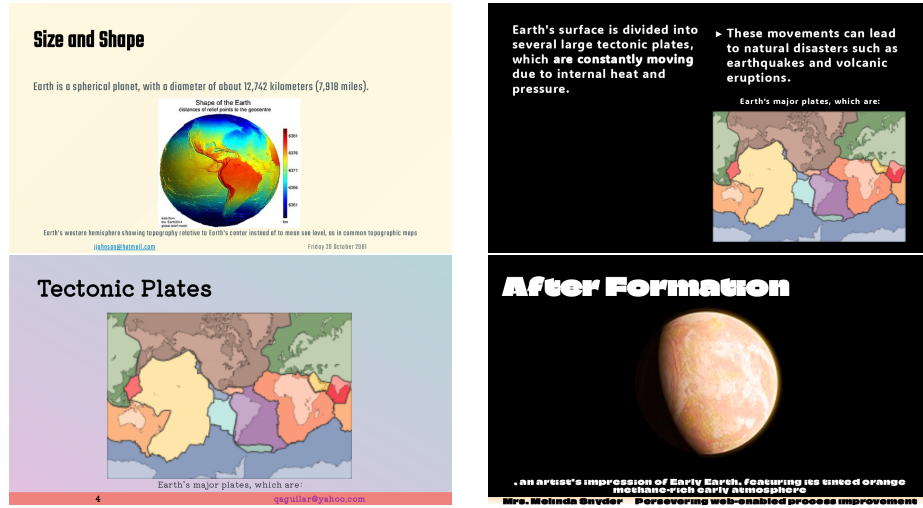 Size and Shape
Earth is a spherical planet, with a diameter of about 12,742 kilometers (7,918 miles).
Shape of the Earth
distances of relief points to the geocentre
6381
6376
6371
6361
6351
km
Earth's western hemisphere showing topography relative to Earth's center instead of to mean sea level, as in common topographic maps
jjohnson@hotmail.com
Friday 20 October 2061
Earth's surface is divided into
several large tectonic plates,
which are constantly moving
due to internal heat and
pressure.
▸ These movements can lead
to natural disasters such as
earthquakes and volcanic
eruptions.
Earth's major plates, which are:
Tectonic Plates
Earth's major plates, which are:
4
qaguilar@yahoo.com
After Formation
. an artist's impression of Early Earth, featuring its tinted orange
methane-rich early atmosphere
Mrs. Melinda Snyder
Persevering web-enabled process improvement